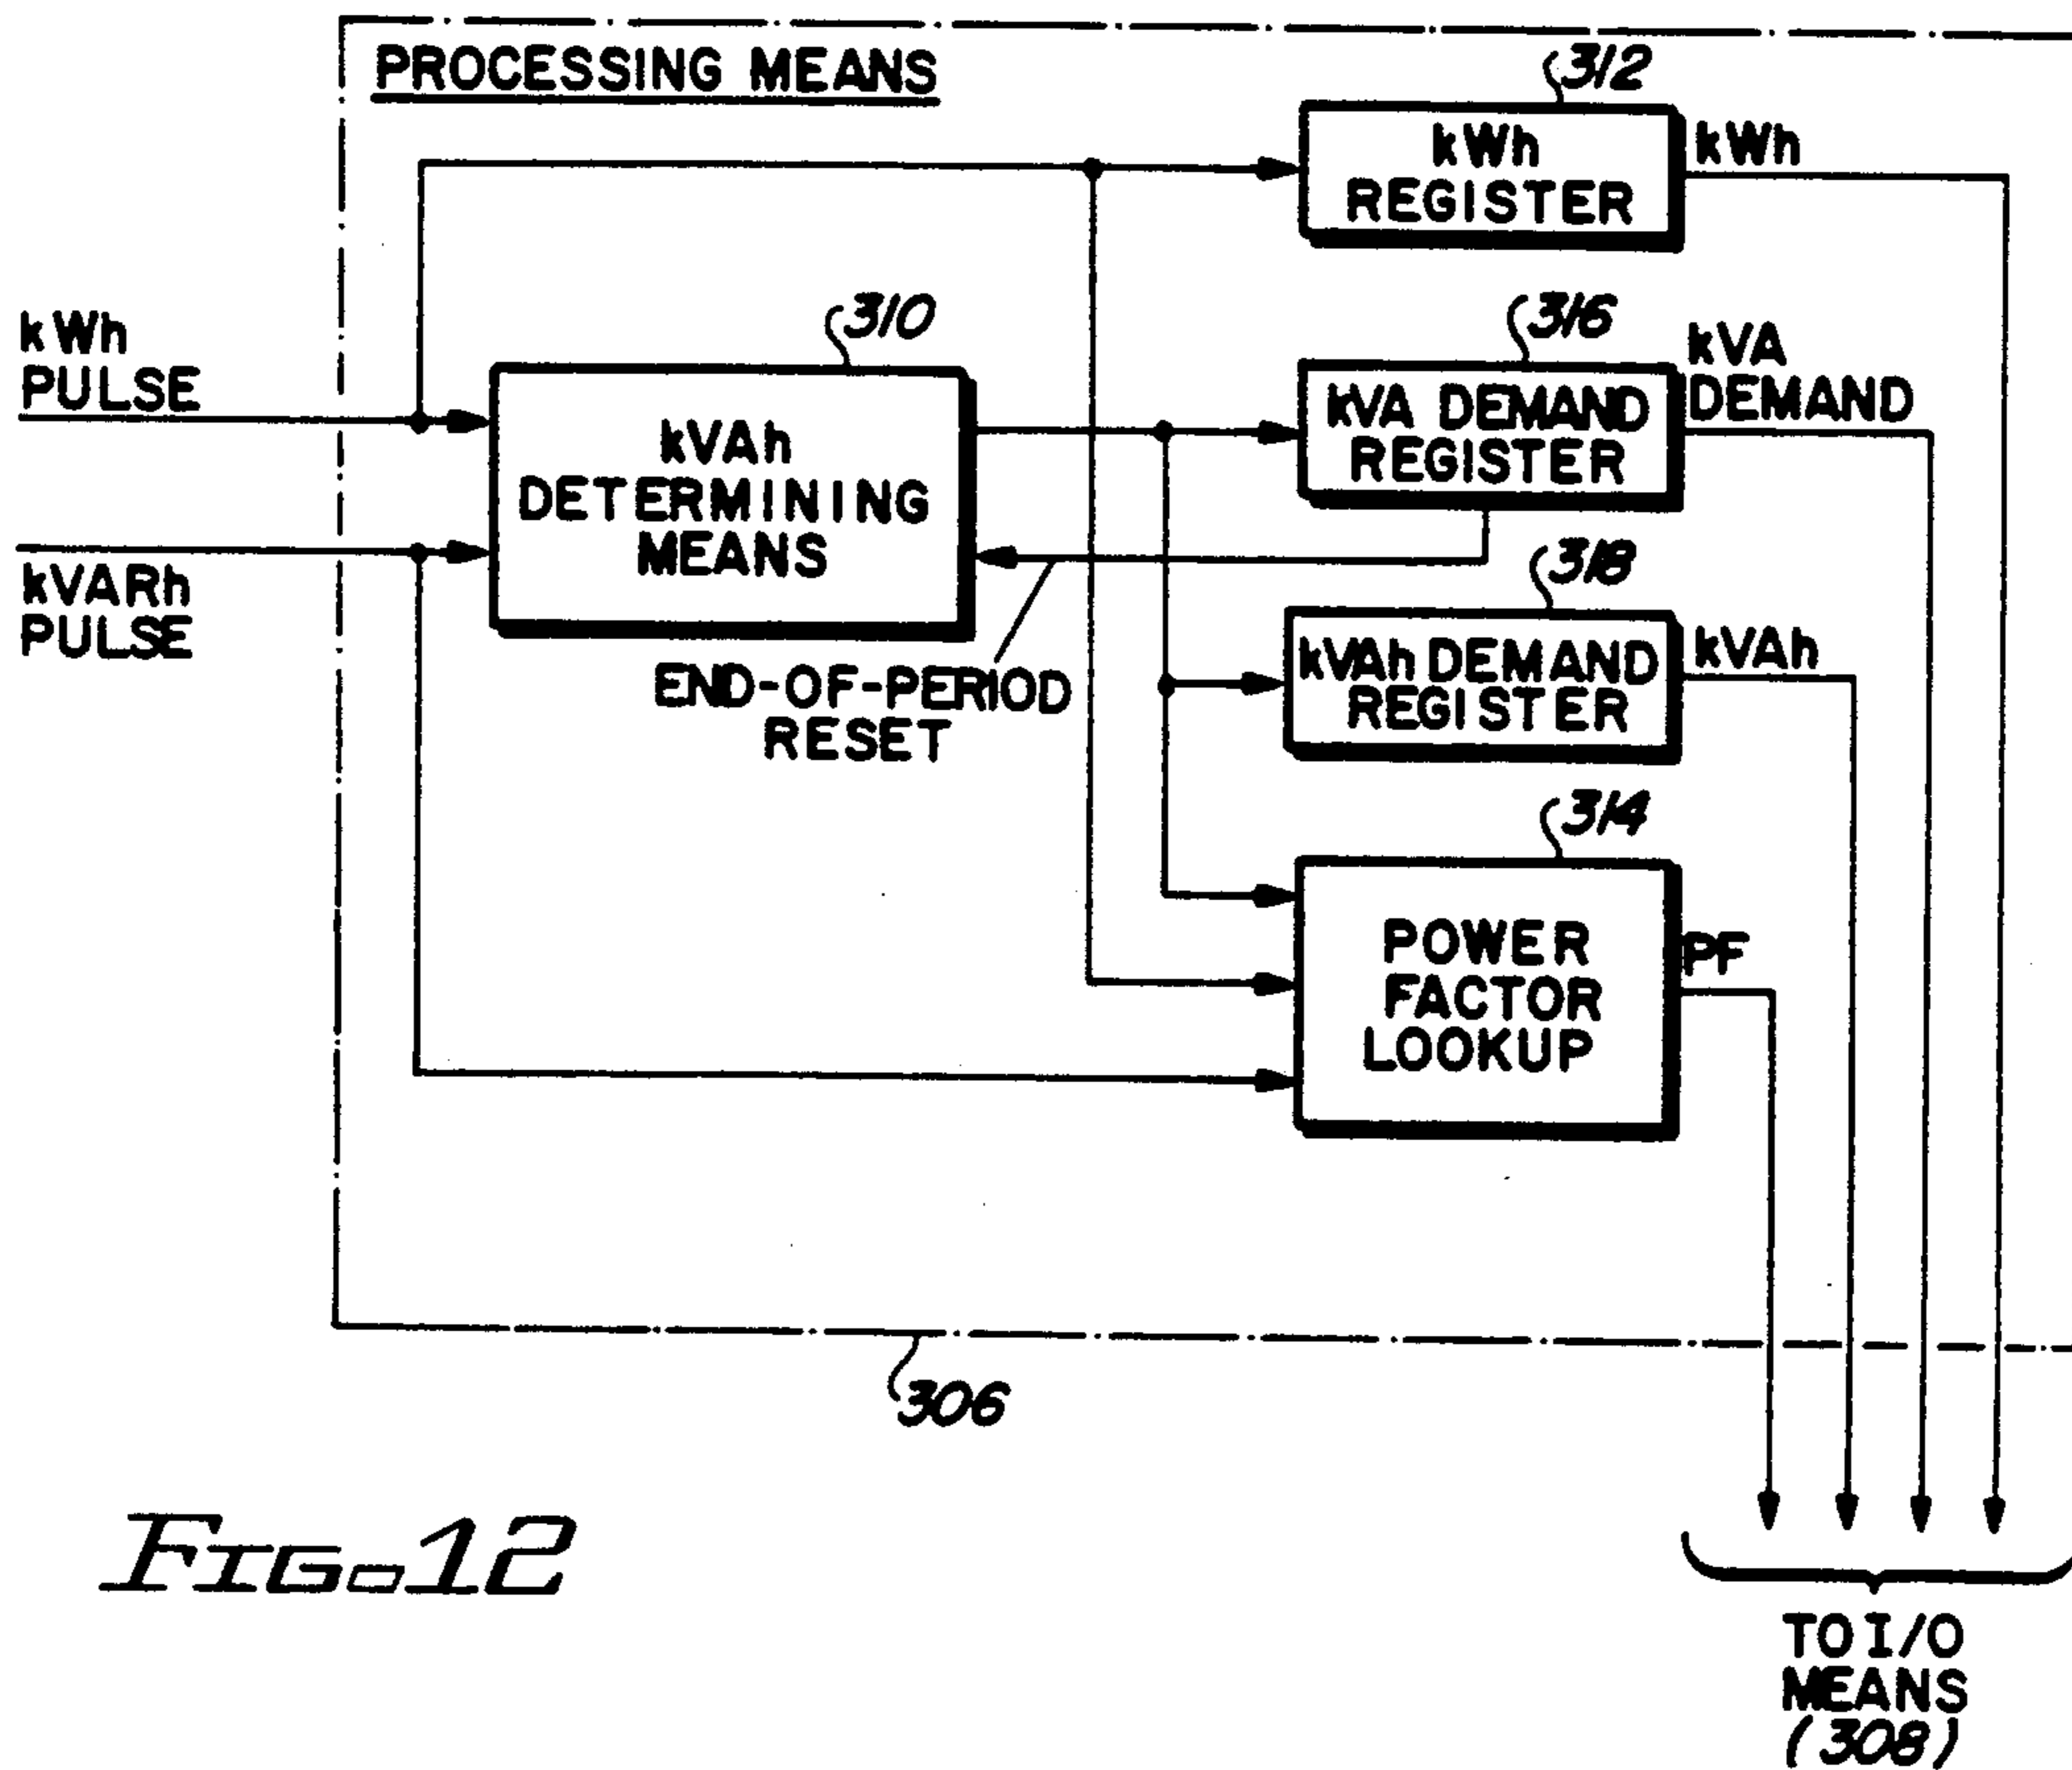 PROCESSING MEANS
312
kWh
REGISTER
kWh
310
316
kWh
PULSE
kVAh
DETERMINING
MEANS
kVA DEMAND
REGISTER
kVA
DEMAND
kVARh
PULSE
318
END-OF-PERIOD
RESET
kVAh DEMAND
REGISTER
kVAh
314
POWER
FACTOR
LOOKUP
PF
306
FIG. 12
TO I/O
MEANS
(308)